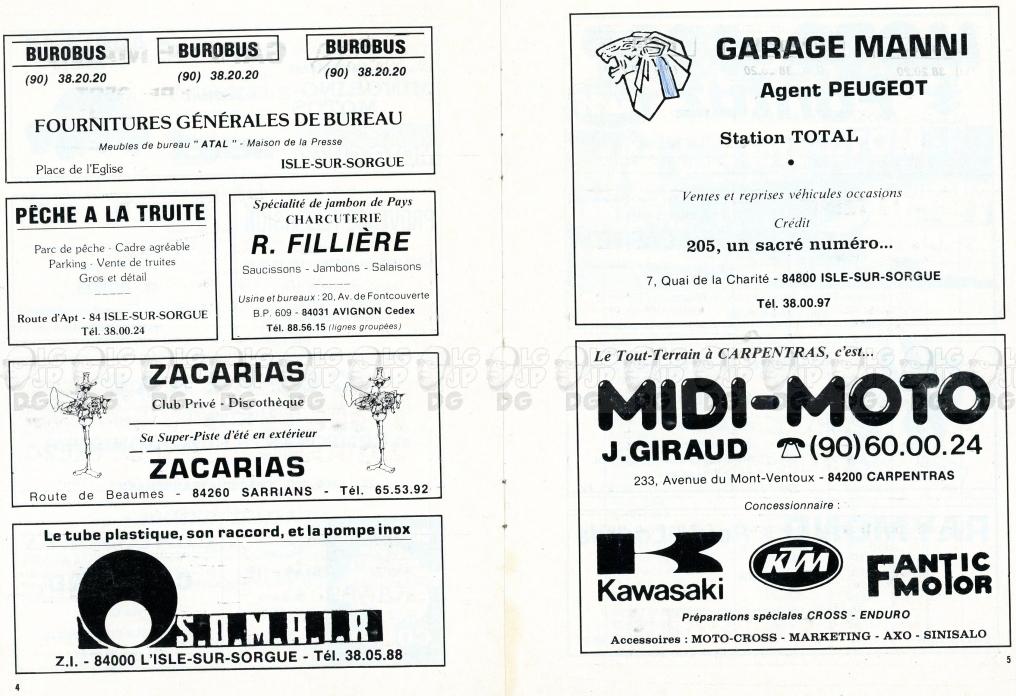 BUROBUS BUROBUS BUROBUS
(90) 38.20.20 (90) 38.20.20 (90) 38.20.20
FOURNITURES GÉNÉRALES DE BUREAU
Meubles de bureau " ATAL " - Maison de la Presse
Place de l'Eglise ISLE-SUR-SORGUE
PÊCHE A LA TRUITE
Parc de pêche - Cadre agréable
Parking - Vente de truites
Gros et détail
Route d'Apt - 84 ISLE-SUR-SORGUE
Tél. 38.00.24
Spécialité de jambon de Pays
CHARCUTERIE
R. FILLIÈRE
Saucissons - Jambons - Salaisons
Usine et bureaux : 20, Av. de Fontcouverte
B.P. 609 - 84031 AVIGNON Cedex
Tél. 88.56.15 (lignes groupées)
ZACARIAS
Club Privé - Discothèque
Sa Super-Piste d'été en extérieur
ZACARIAS
Route de Beaumes - 84260 SARRIANS - Tél. 65.53.92
Le tube plastique, son raccord, et la pompe inox
S.O.M.A.I.R
Z.I. - 84000 L'ISLE-SUR-SORGUE - Tél. 38.05.88
4
GARAGE MANNI
Agent PEUGEOT
Station TOTAL
•
Ventes et reprises véhicules occasions
Crédit
205, un sacré numéro...
7, Quai de la Charité - 84800 ISLE-SUR-SORGUE
Tél. 38.00.97
Le Tout-Terrain à CARPENTRAS, c'est...
MIDI-MOTO
J.GIRAUD ☎(90)60.00.24
233, Avenue du Mont-Ventoux - 84200 CARPENTRAS
Concessionnaire :
Kawasaki KTM FANTIC MOTOR
Préparations spéciales CROSS - ENDURO
Accessoires : MOTO-CROSS - MARKETING - AXO - SINISALO
5